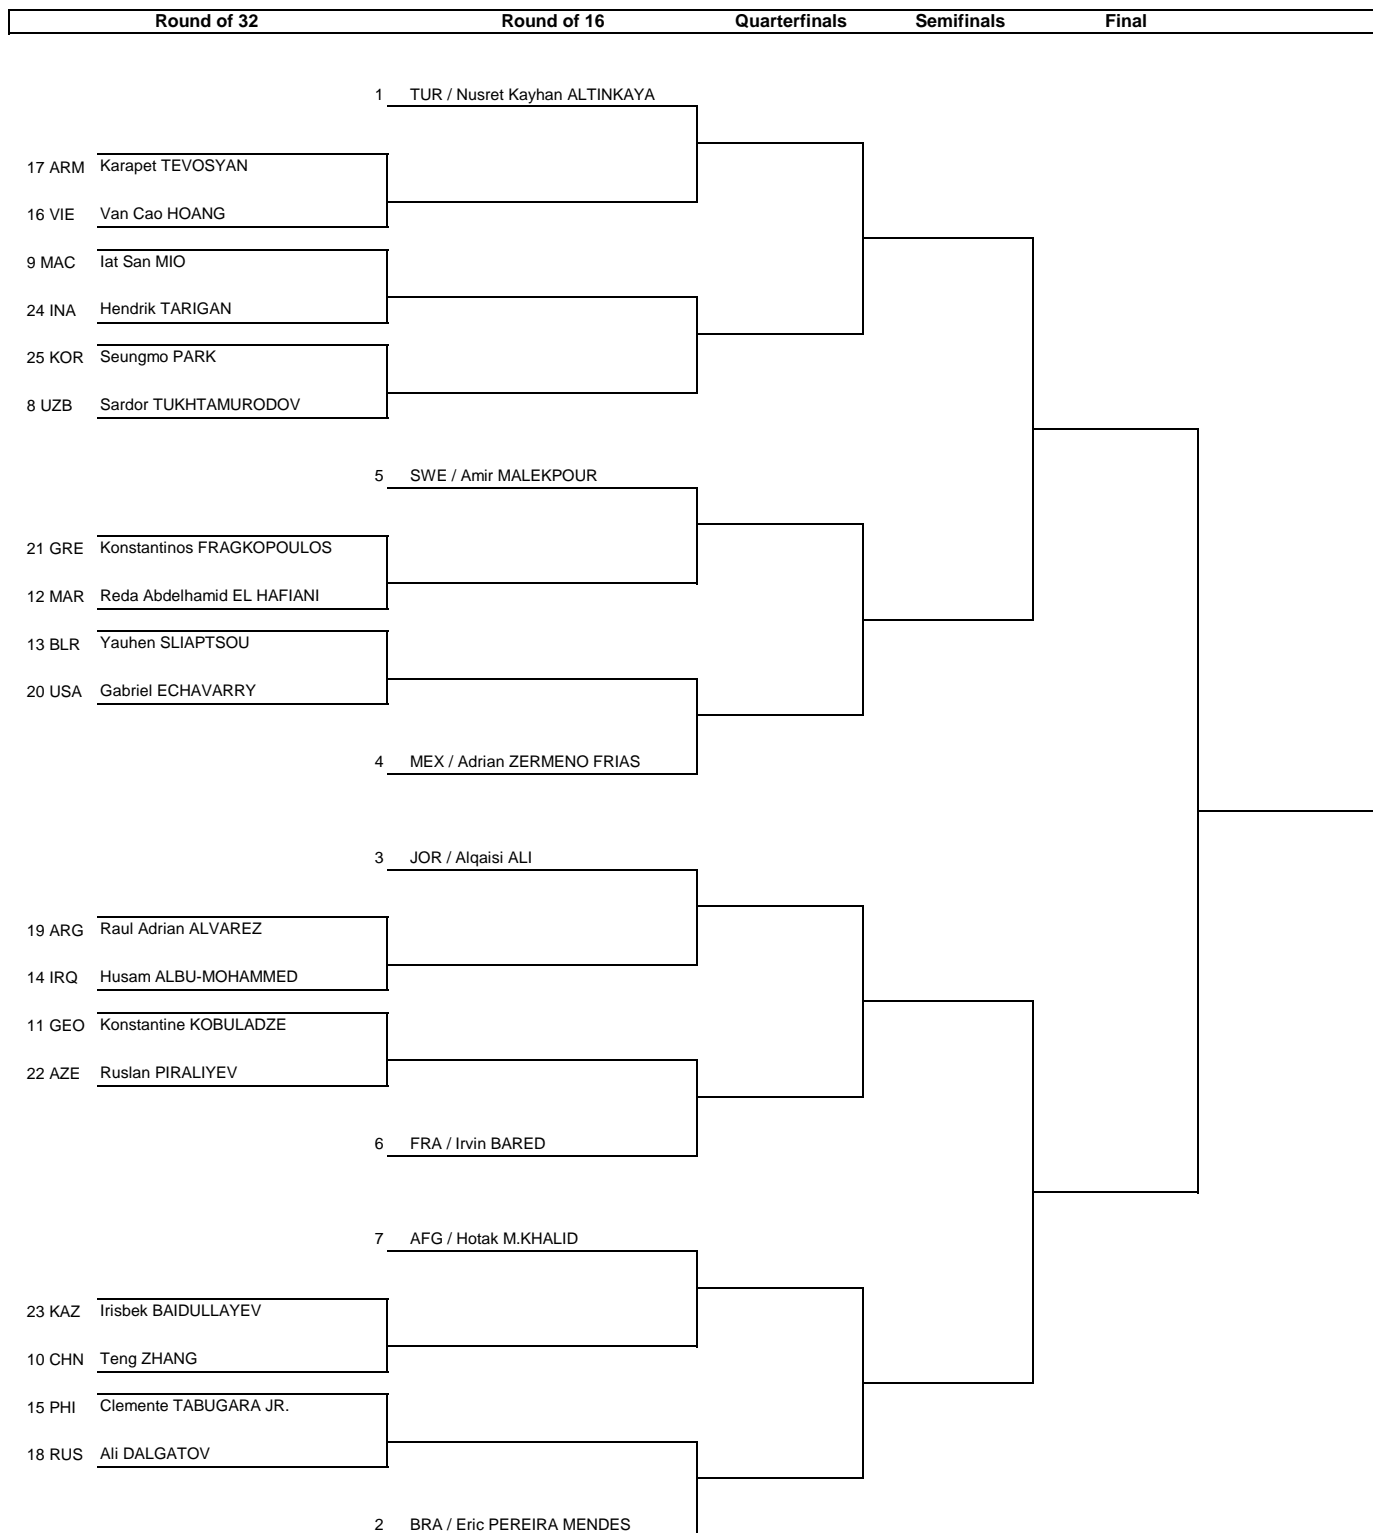 Round of 32 Round of 16 Quarterfinals Semifinals Final
1 TUR / Nusret Kayhan ALTINKAYA
17 ARM Karapet TEVOSYAN
16 VIE Van Cao HOANG
9 MAC Iat San MIO
24 INA Hendrik TARIGAN
25 KOR Seungmo PARK
8 UZB Sardor TUKHTAMURODOV
5 SWE / Amir MALEKPOUR
21 GRE Konstantinos FRAGKOPOULOS
12 MAR Reda Abdelhamid EL HAFIANI
13 BLR Yauhen SLIAPTSOU
20 USA Gabriel ECHAVARRY
4 MEX / Adrian ZERMENO FRIAS
3 JOR / Alqaisi ALI
19 ARG Raul Adrian ALVAREZ
14 IRQ Husam ALBU-MOHAMMED
11 GEO Konstantine KOBULADZE
22 AZE Ruslan PIRALIYEV
6 FRA / Irvin BARED
7 AFG / Hotak M.KHALID
23 KAZ Irisbek BAIDULLAYEV
10 CHN Teng ZHANG
15 PHI Clemente TABUGARA JR.
18 RUS Ali DALGATOV
2 BRA / Eric PEREIRA MENDES